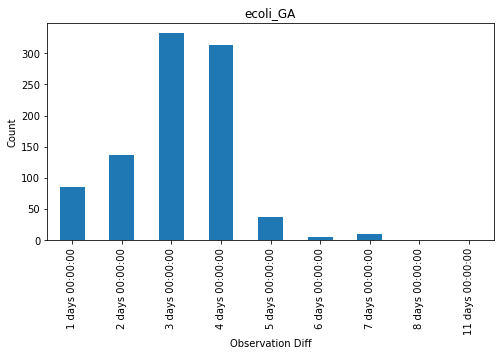 ecoli_GA
Count
300
250
200
150
100
50
0
1 days 00:00:00
2 days 00:00:00
3 days 00:00:00
4 days 00:00:00
5 days 00:00:00
6 days 00:00:00
7 days 00:00:00
8 days 00:00:00
11 days 00:00:00
Observation Diff